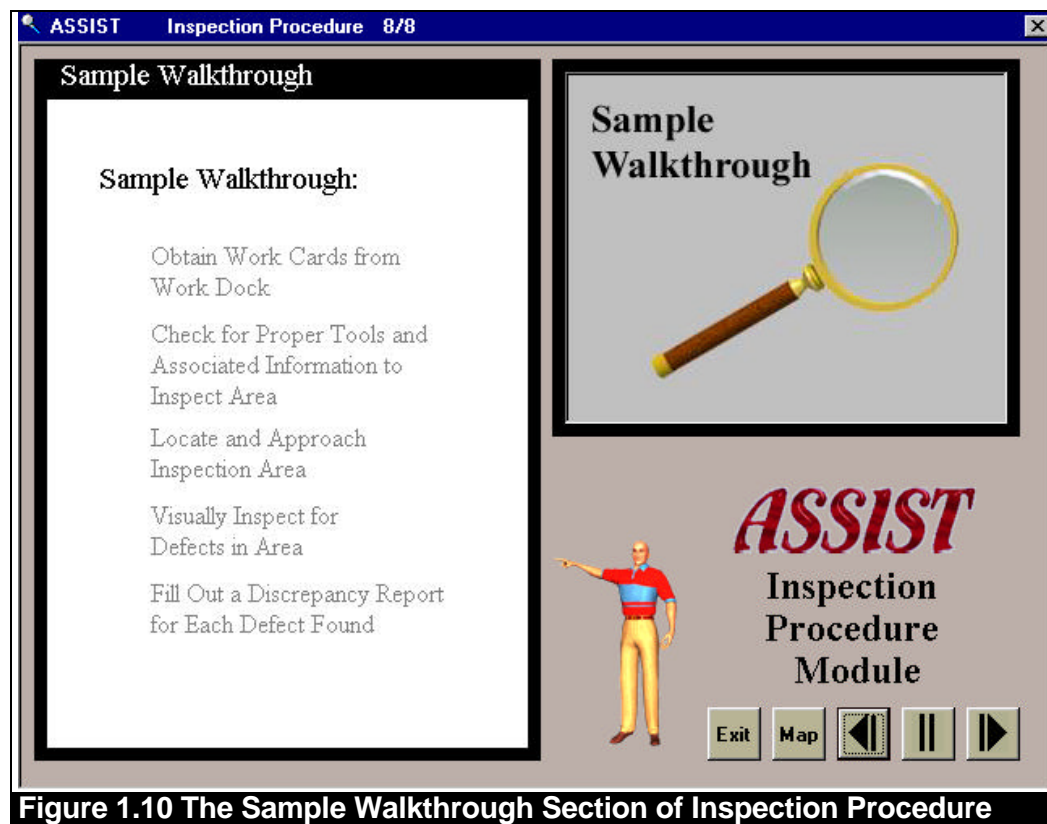 ASSIST Inspection Procedure 8/8
Sample Walkthrough
Sample Walkthrough:
Obtain Work Cards from
Work Dock
Check for Proper Tools and
Associated Information to
Inspect Area
Locate and Approach
Inspection Area
Visually Inspect for
Defects in Area
Fill Out a Discrepancy Report
for Each Defect Found
Sample
Walkthrough
ASSIST
Inspection
Procedure
Module
Exit Map
Figure 1.10 The Sample Walkthrough Section of Inspection Procedure